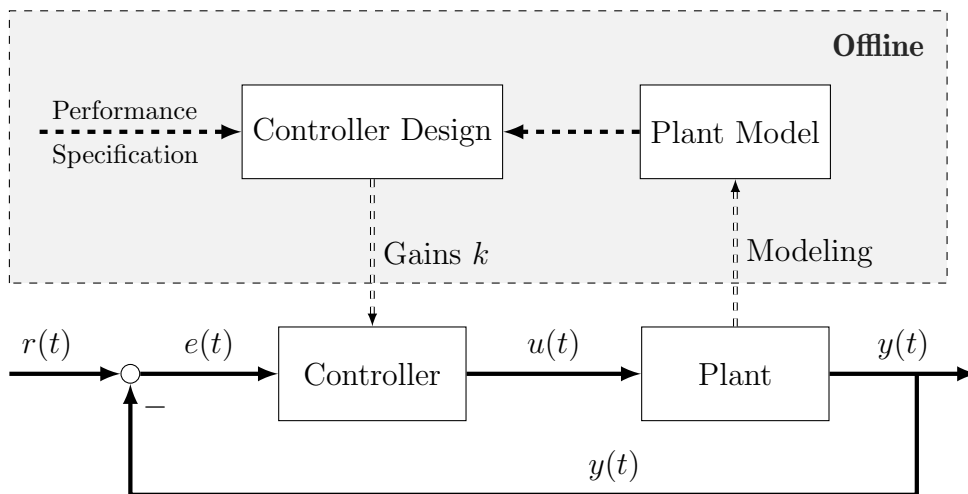 Offline
Performance
Specification
Controller Design
Plant Model
Gains k
Modeling
r(t)
e(t)
Controller
u(t)
Plant
y(t)
−
y(t)